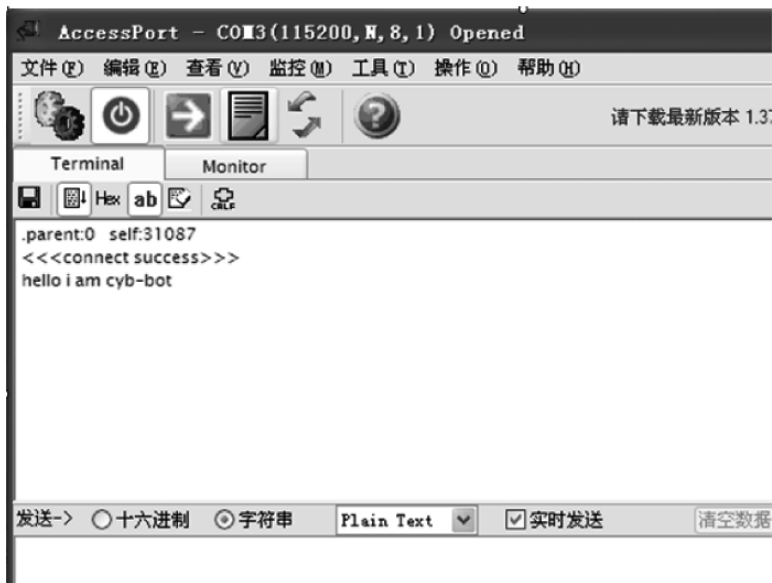 AccessPort - COM3(115200,N,8,1) Opened
文件(F) 编辑(E) 查看(V) 监控(M) 工具(T) 操作(O) 帮助(H)
请下载最新版本 1.37
Terminal Monitor
Hex ab CRLF
.parent:0 self:31087
<<<connect success>>>
hello i am cyb-bot
发送-> 十六进制 字符串 Plain Text 实时发送 清空数据